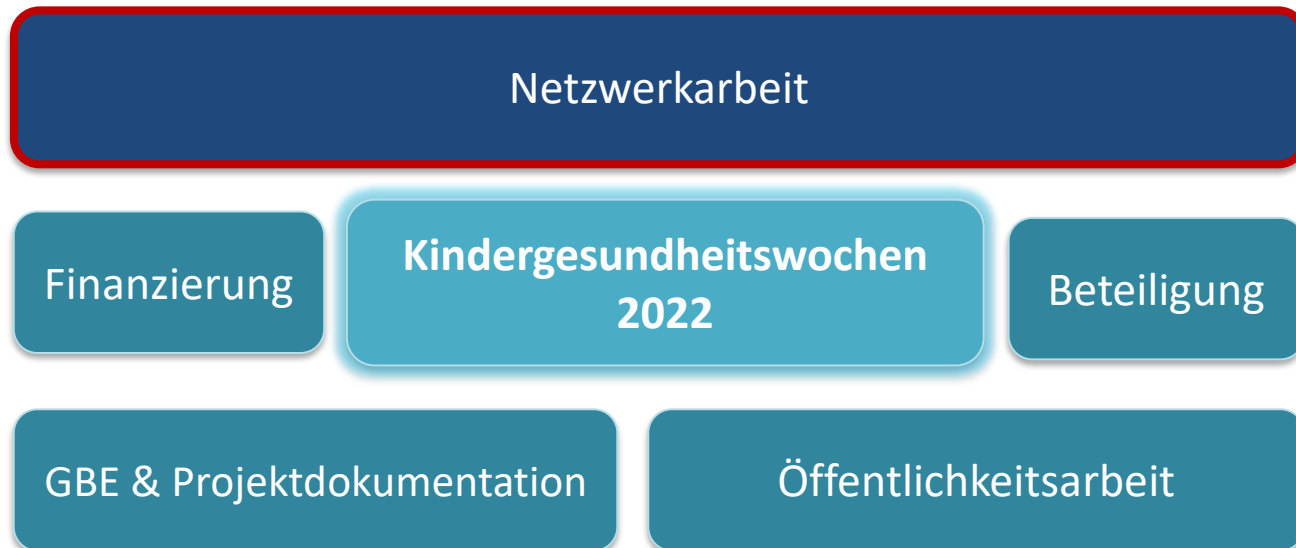 Netzwerkarbeit
Finanzierung
Kindergesundheitswochen
2022
Beteiligung
GBE & Projektdokumentation
Öffentlichkeitsarbeit